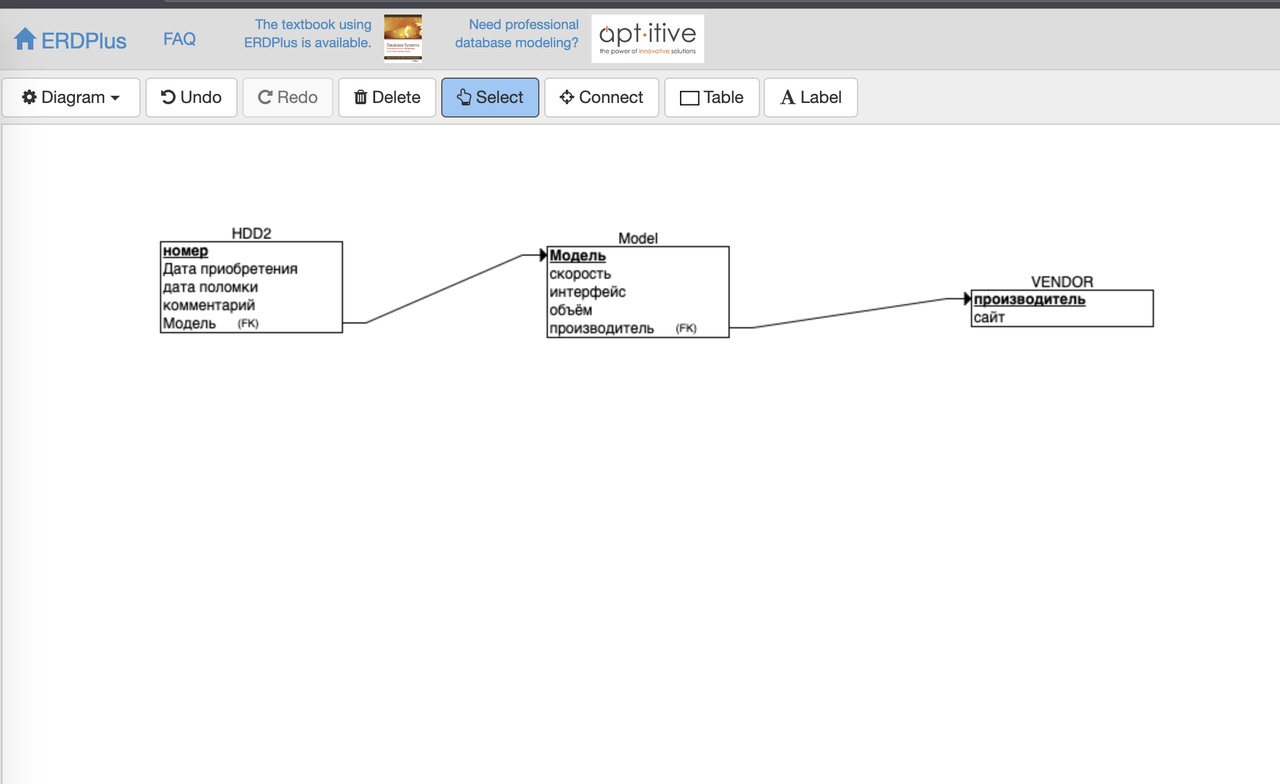 ERDPlus
FAQ
The textbook using
ERDPlus is available.
Database Systems
Need professional
database modeling?
apt·itive
the power of innovative solutions
Diagram
Undo
Redo
Delete
Select
Connect
Table
Label
HDD2
номер
Дата приобретения
дата поломки
комментарий
Модель (FK)
Model
Модель
скорость
интерфейс
объём
производитель (FK)
VENDOR
производитель
сайт